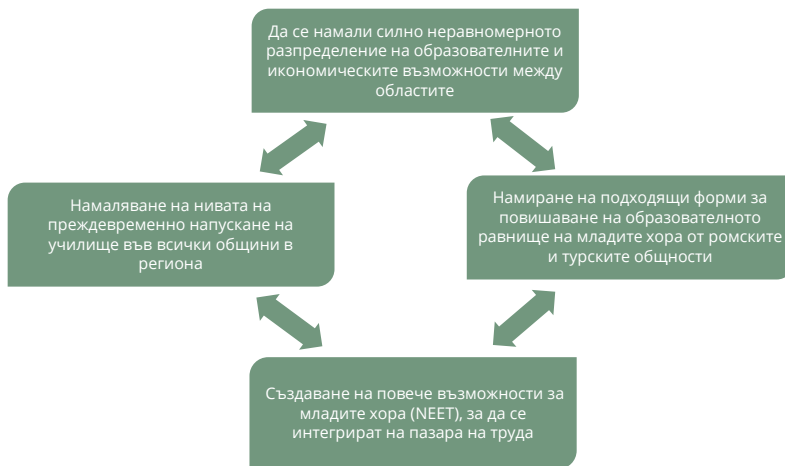 Да се намали силно неравномерното
разпределение на образователните и
икономическите възможности между
областите
Намаляване на нивата на
преждевременно напускане на
училище във всички общини в
региона
Намиране на подходящи форми за
повишаване на образователното
равнище на младите хора от ромските
и турските общности
Създаване на повече възможности за
младите хора (NEET), за да се
интегрират на пазара на труда